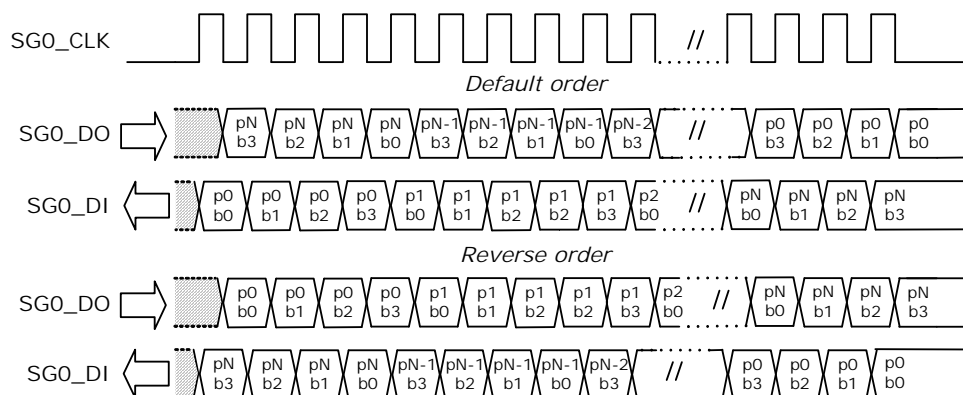 SG0_CLK //
Default order
SG0_DO
pN pN pN pN pN-1 pN-1 pN-1 pN-1 pN-2 // p0 p0 p0 p0
b3 b2 b1 b0 b3 b2 b1 b0 b3 b3 b2 b1 b0
SG0_DI
p0 p0 p0 p0 p1 p1 p1 p1 p1 p2 // pN pN pN pN
b0 b1 b2 b3 b0 b1 b2 b2 b3 b0 b0 b1 b2 b3
Reverse order
SG0_DO
p0 p0 p0 p0 p1 p1 p1 p1 p1 p2 // pN pN pN pN
b0 b1 b2 b3 b0 b1 b2 b2 b3 b0 b0 b1 b2 b3
SG0_DI
pN pN pN pN pN-1 pN-1 pN-1 pN-1 pN-2 // p0 p0 p0 p0
b3 b2 b1 b0 b3 b2 b1 b0 b3 b3 b2 b1 b0